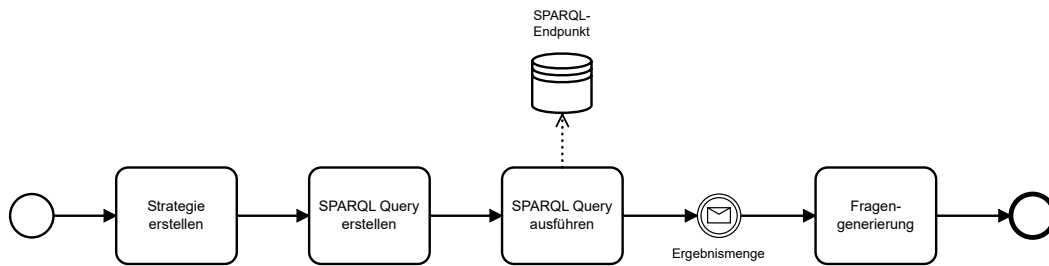 SPARQL-
Endpunkt
Strategie
erstellen
SPARQL Query
erstellen
SPARQL Query
ausführen
Ergebnismenge
Fragen-
generierung